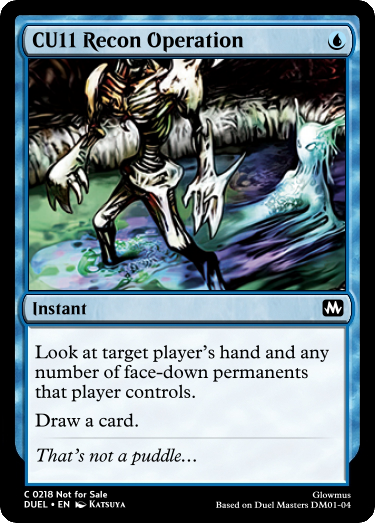 CU11 Recon Operation
Instant
Look at target player's hand and any
number of face-down permanents
that player controls.
Draw a card.
That's not a puddle...
C 0218 Not for Sale
Glowmus
DUEL • EN Katsuya
Based on Duel Masters DM01-04